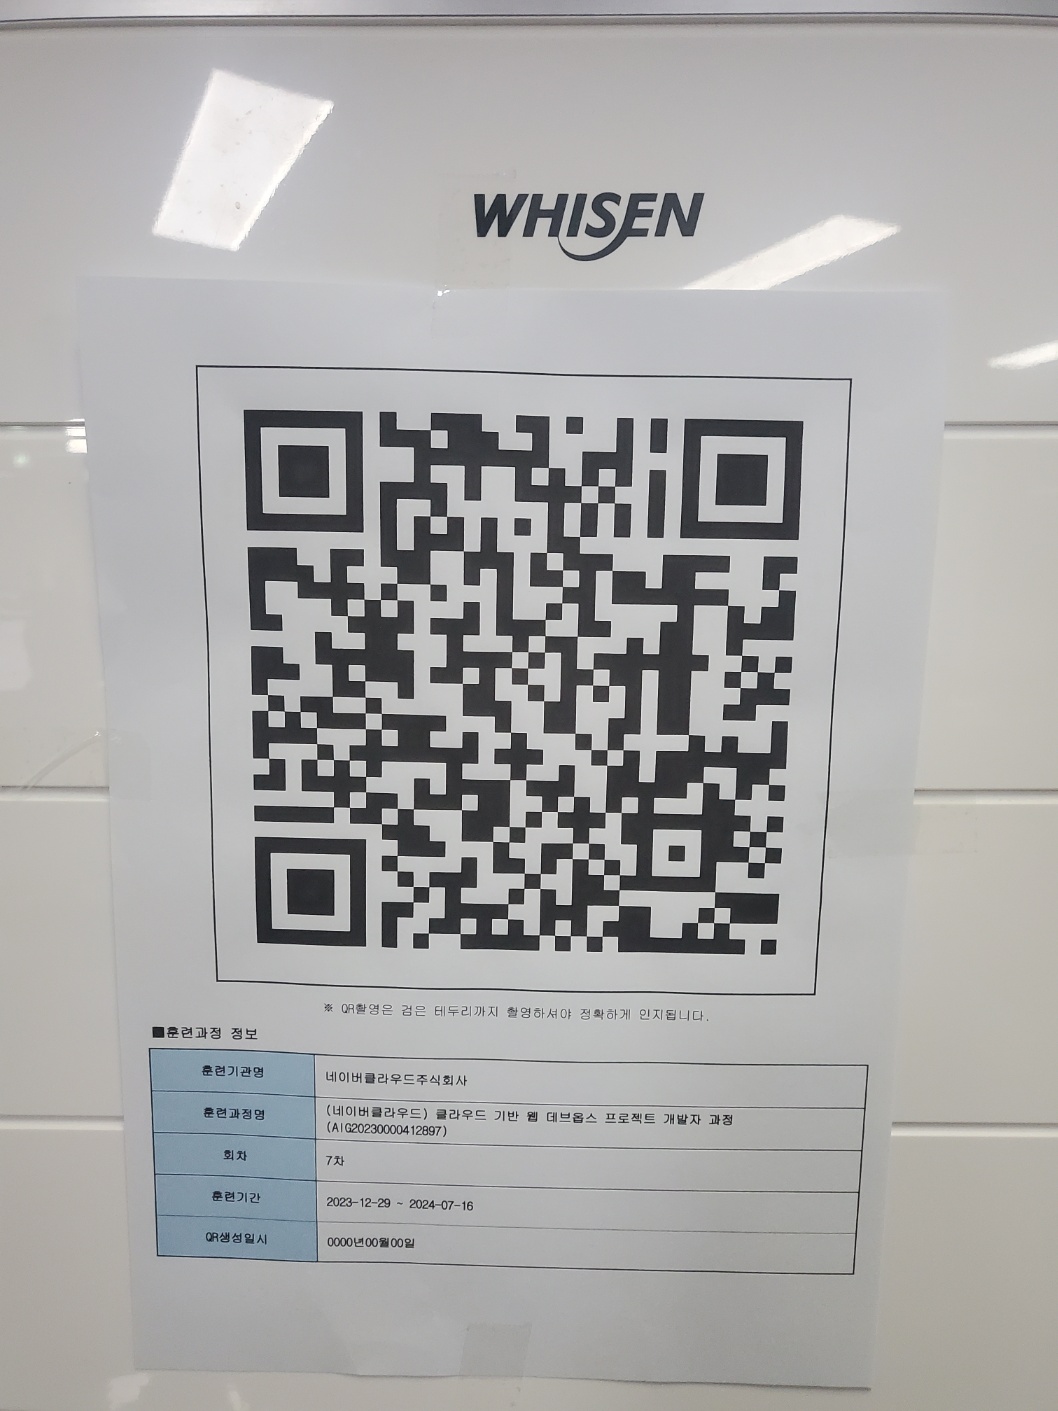 WHISEN
※ QR촬영은 검은 테두리까지 촬영하셔야 정확하게 인지됩니다.
■훈련과정 정보
훈련기관명 네이버클라우드주식회사
훈련과정명 (네이버클라우드) 클라우드 기반 웹 데브옵스 프로젝트 개발자 과정
(AIG20230000412897)
회차 7차
훈련기간 2023-12-29 ~ 2024-07-16
QR생성일시 0000년00월00일